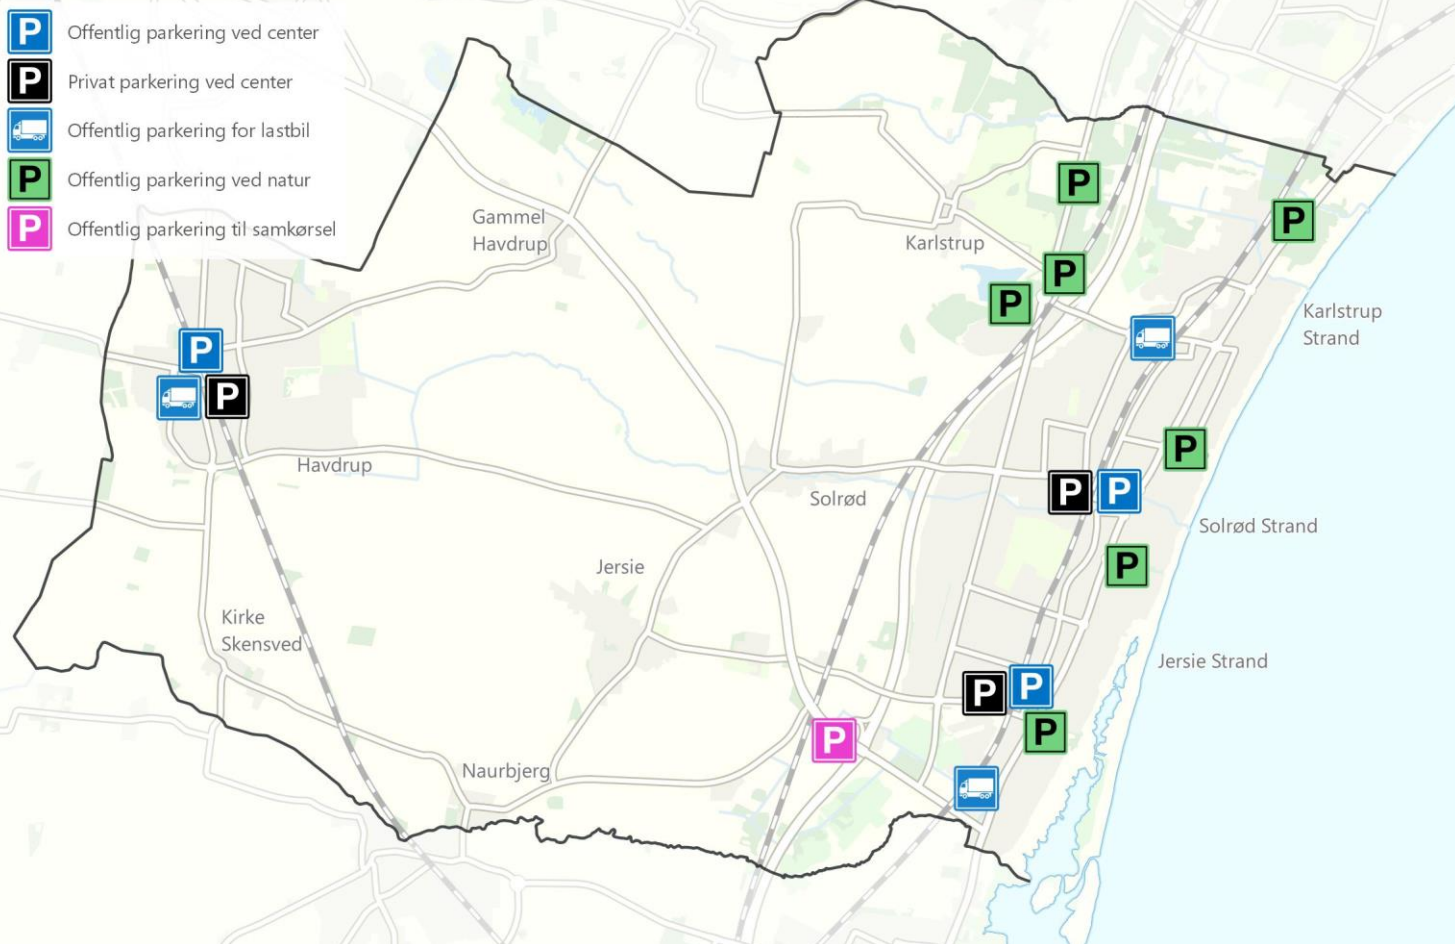 P Offentlig parkering ved center
P Privat parkering ved center
Offentlig parkering for lastbil
P Offentlig parkering ved natur
P Offentlig parkering til samkørsel
P
P
Gammel
Havdrup
Karlstrup
P
P
Karlstrup
Strand
P
P
Havdrup
P
Solrød
P
P
Solrød Strand
Jersie
P
Kirke
Skensved
Jersie Strand
P
P
P
P
Naurbjerg